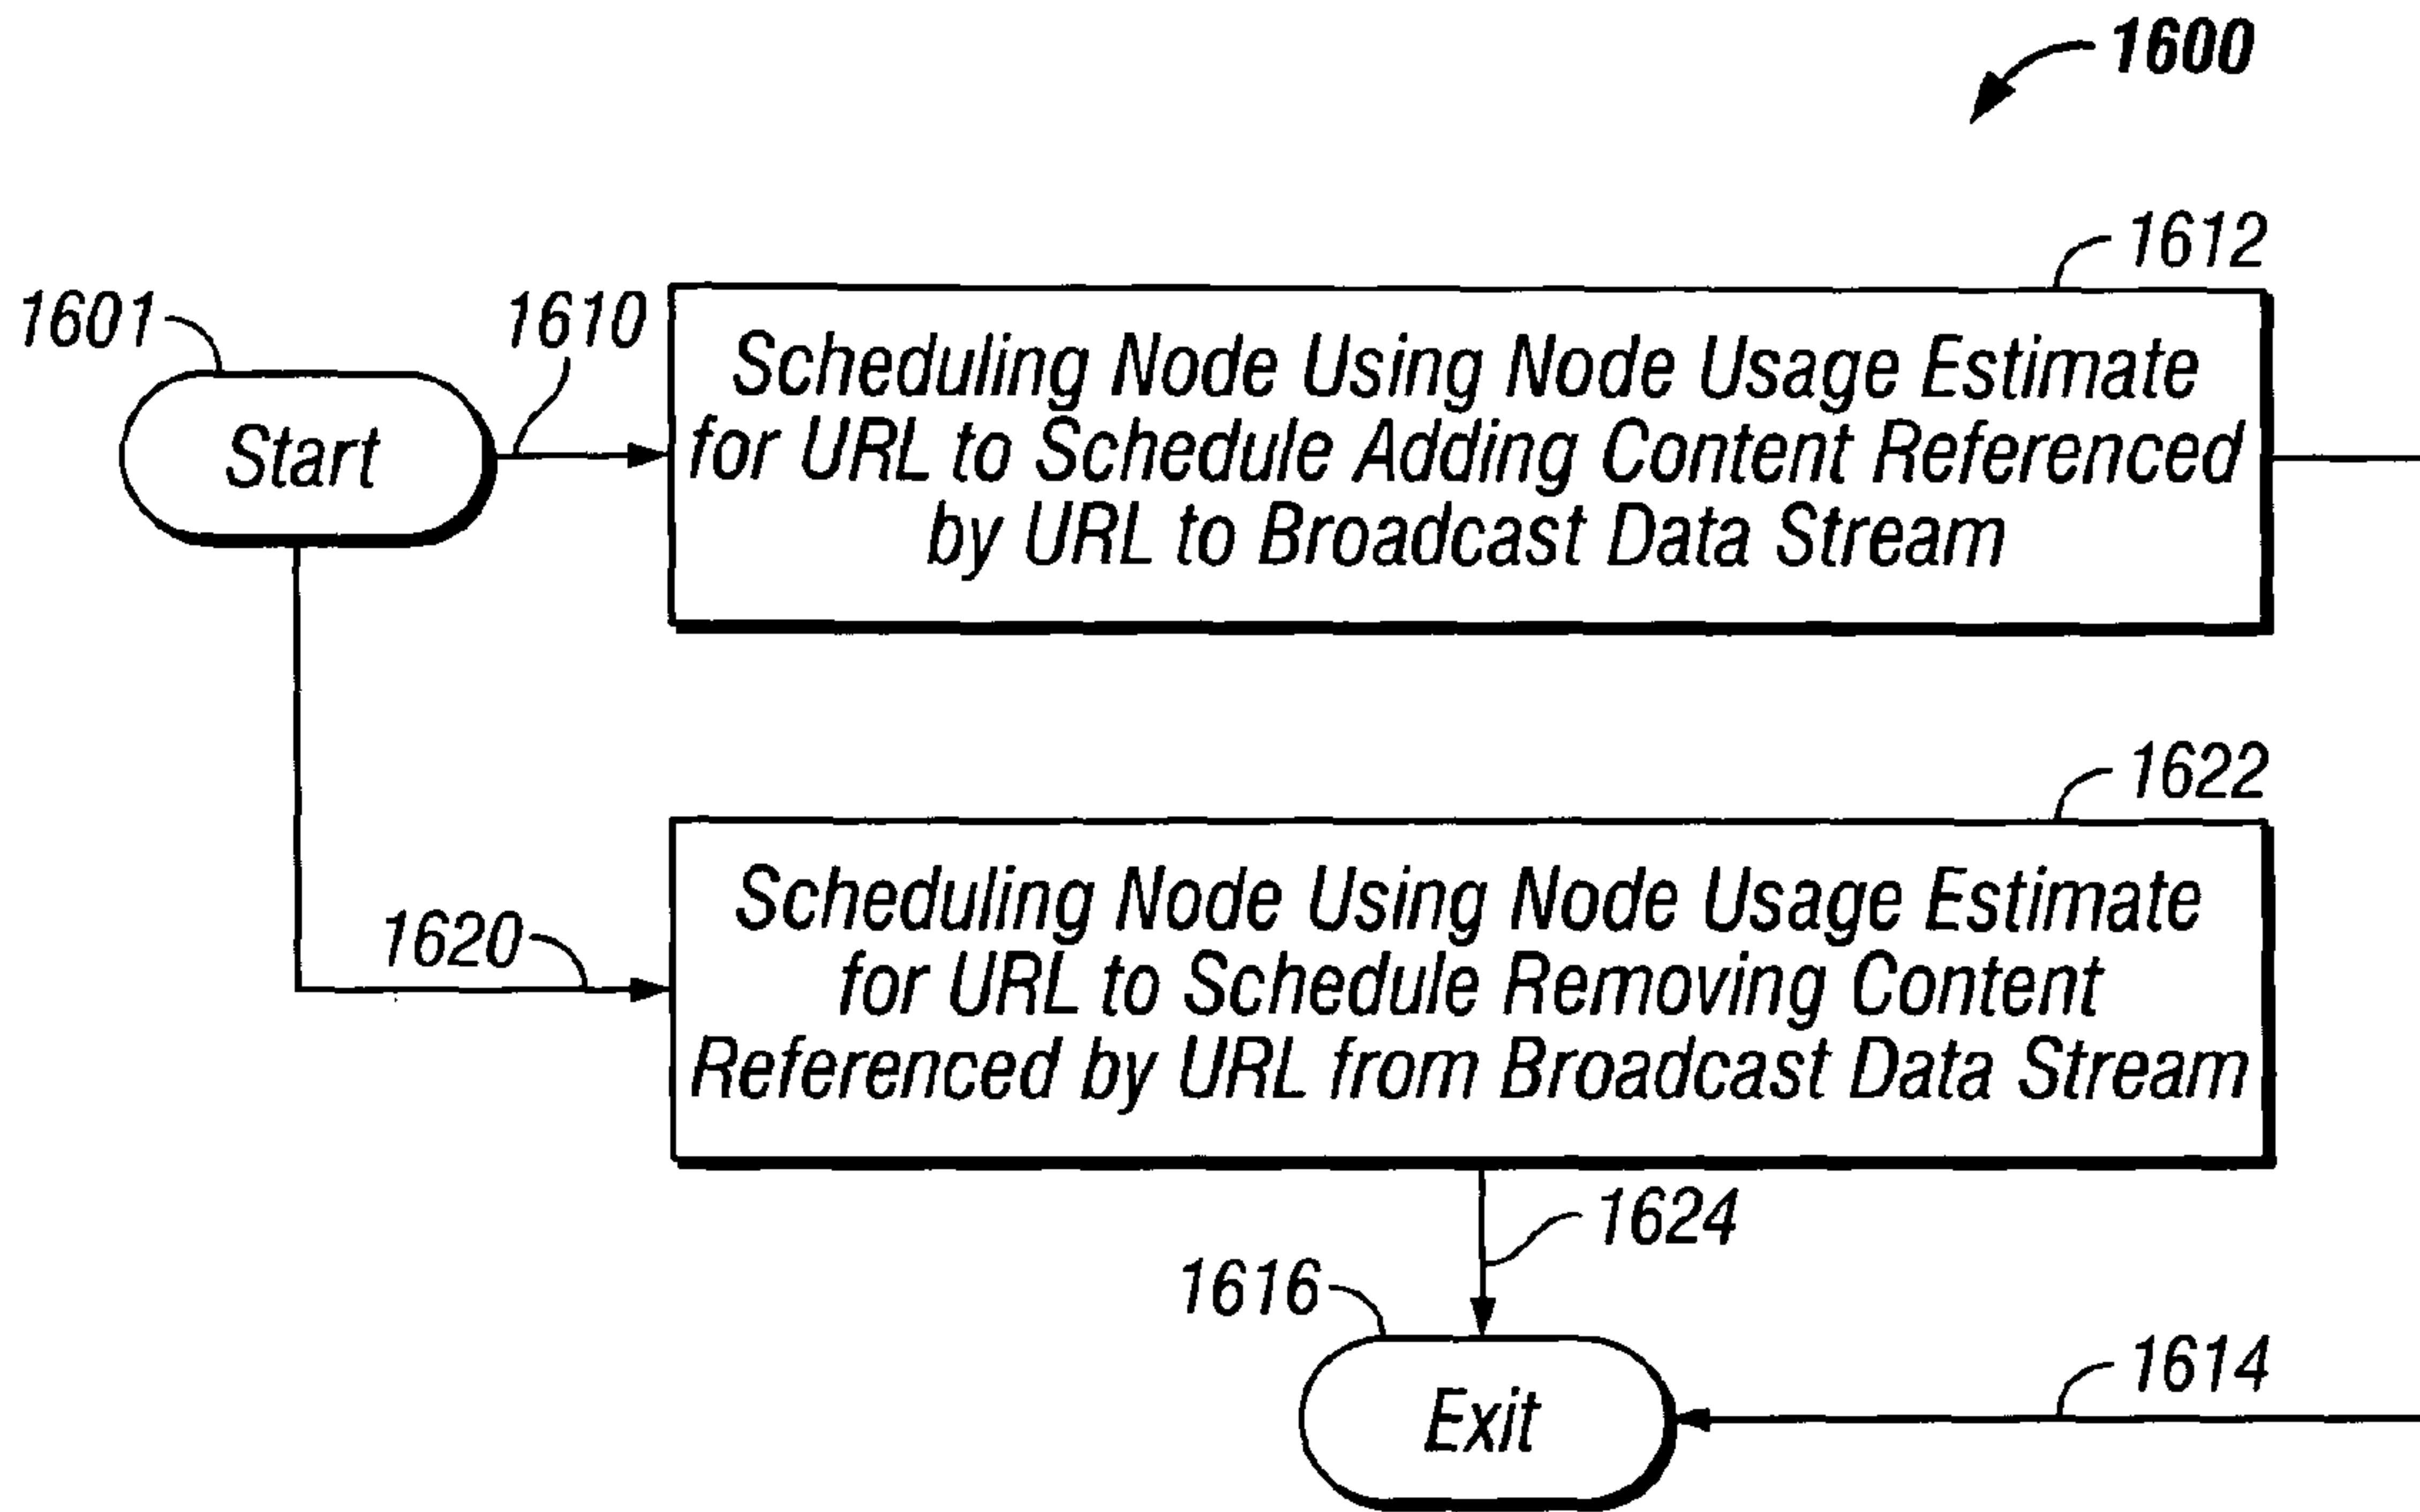 1600
1612
1601
1610
Scheduling Node Using Node Usage Estimate
for URL to Schedule Adding Content Referenced
by URL to Broadcast Data Stream
Start
1622
1620
Scheduling Node Using Node Usage Estimate
for URL to Schedule Removing Content
Referenced by URL from Broadcast Data Stream
1624
1616
1614
Exit